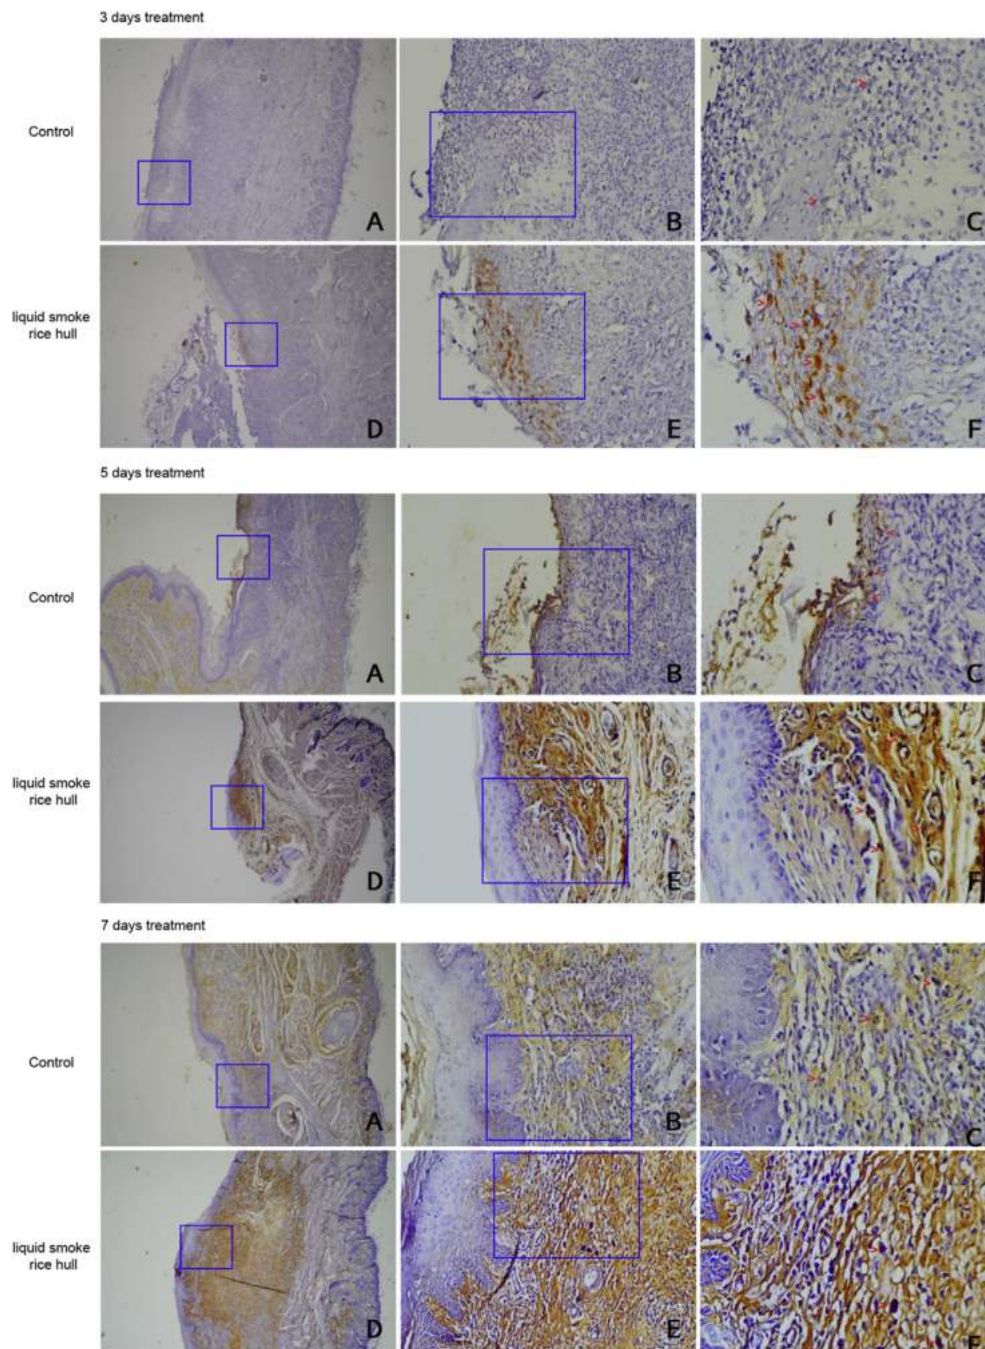 3 days treatment
Control
A
B
C
liquid smoke
rice hull
D
E
F
5 days treatment
Control
A
B
C
liquid smoke
rice hull
D
E
F
7 days treatment
Control
A
B
C
liquid smoke
rice hull
D
E
F